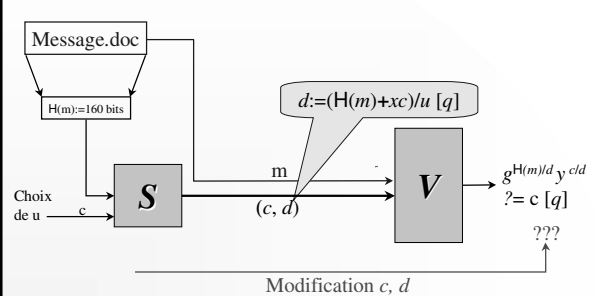 Message.doc
H(m):=160 bits
d:=(H(m)+xc)/u [q]
m
Choix
de u
c
S
(c, d)
V
g^H(m)/d y^c/d
?= c [q]
???
Modification c, d